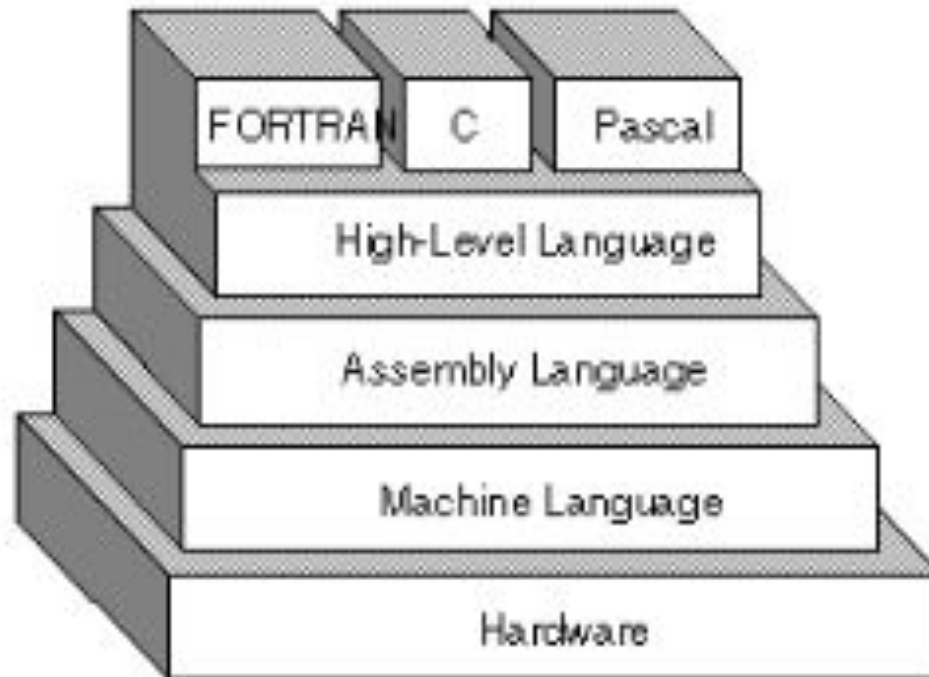 FORTRAN C Pascal
High-Level Language
Assembly Language
Machine Language
Hardware